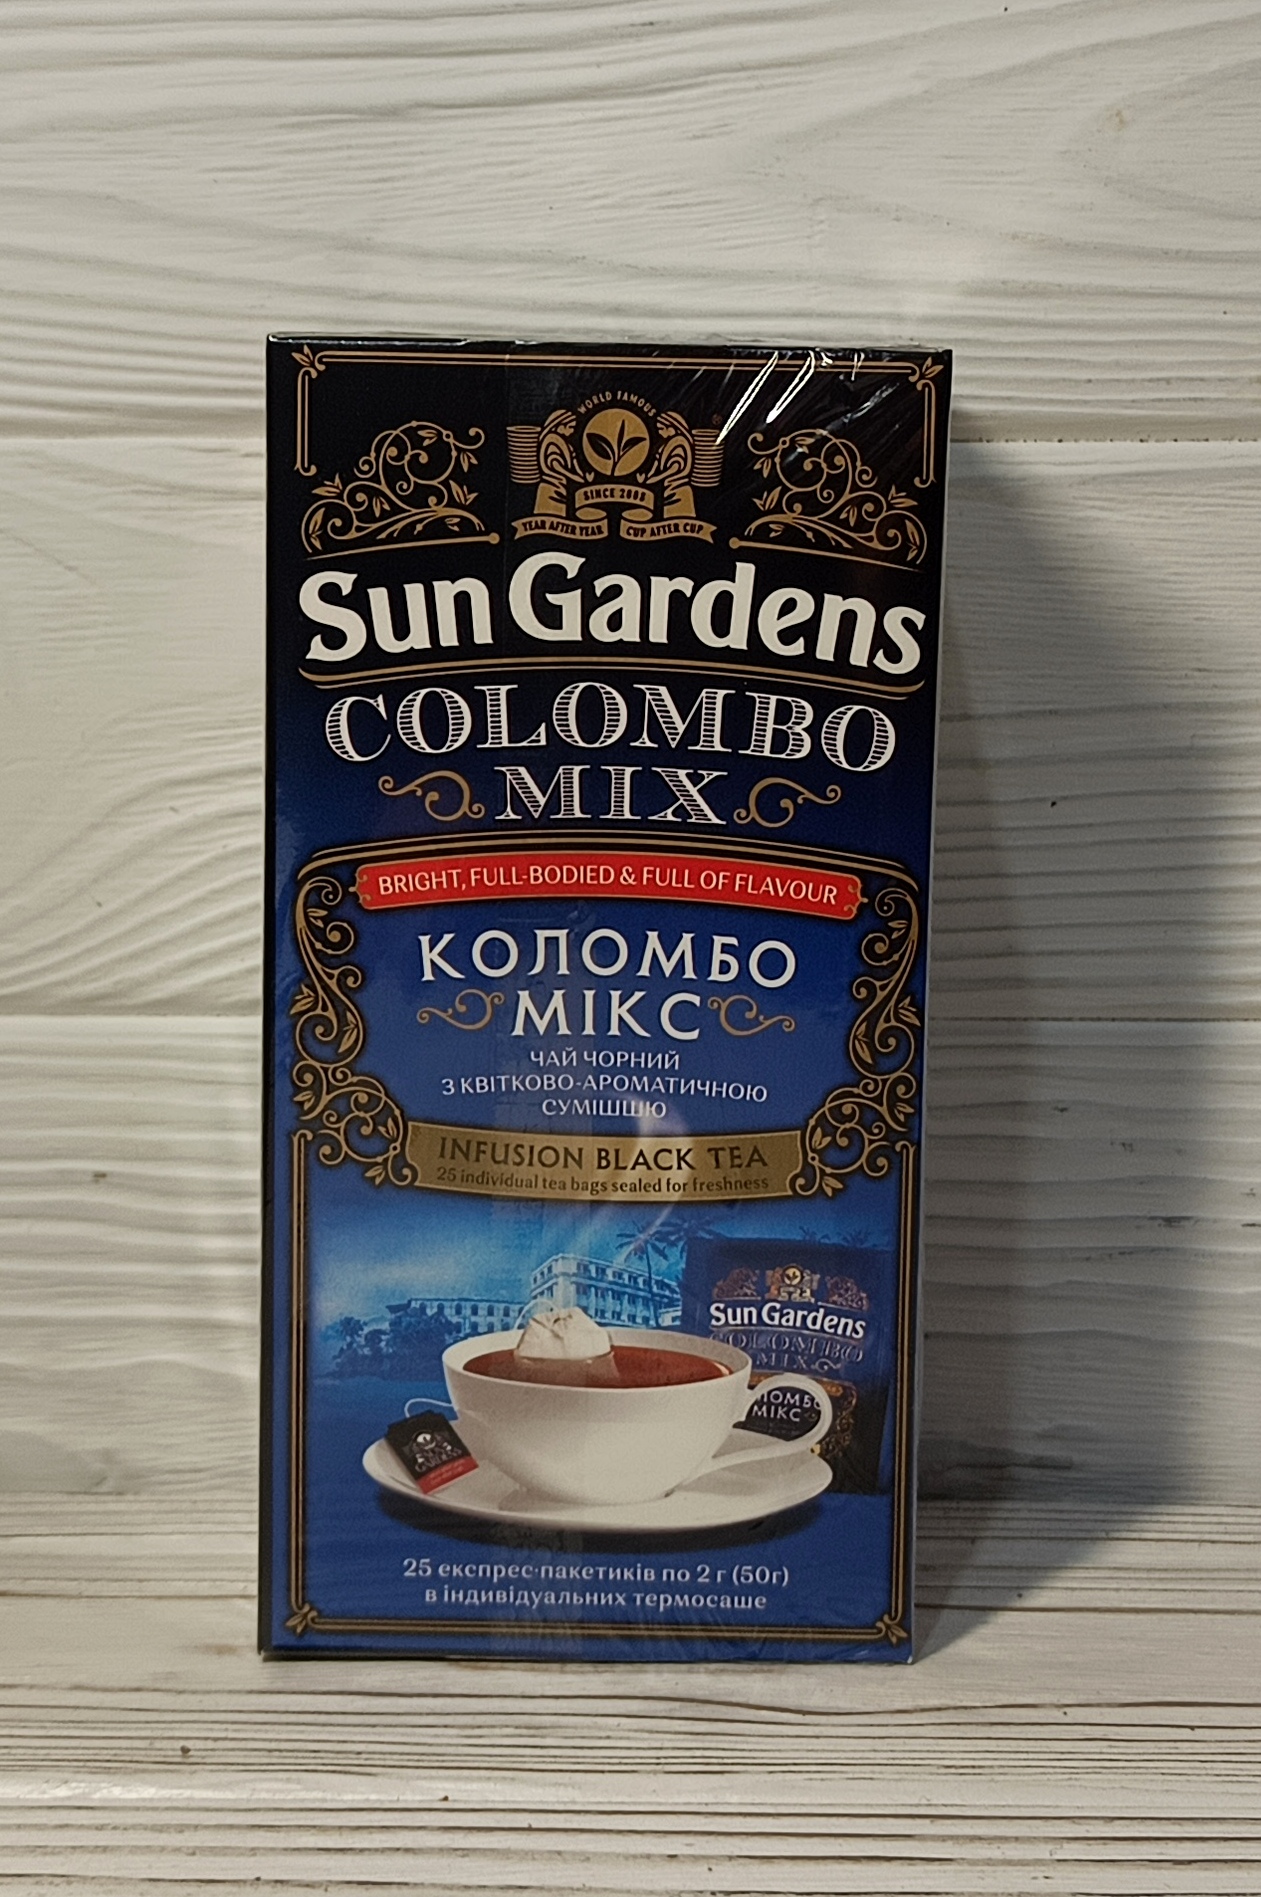 WORLD FAMOUS
SINCE 2008
YEAR AFTER YEAR CUP AFTER CUP
Sun Gardens
COLOMBO
MIX
BRIGHT, FULL-BODIED & FULL OF FLAVOUR
КОЛОМБО
МІКС
ЧАЙ ЧОРНИЙ
З КВІТКОВО-АРОМАТИЧНОЮ
СУМІШШЮ
INFUSION BLACK TEA
25 individual tea bags sealed for freshness
Sun Gardens
COLOMBO
MIX
МІКС
25 експрес-пакетиків по 2 г (50г)
в індивідуальних термосаше